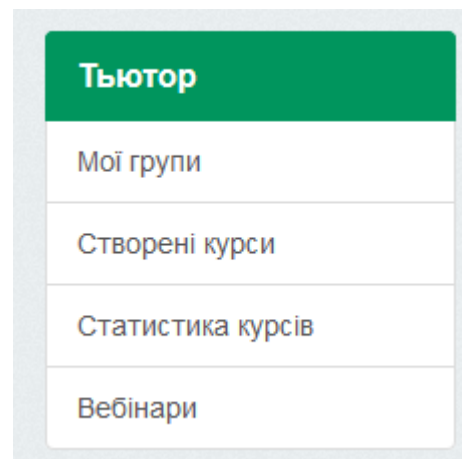 Тьютор
Мої групи
Створені курси
Статистика курсів
Вебінари